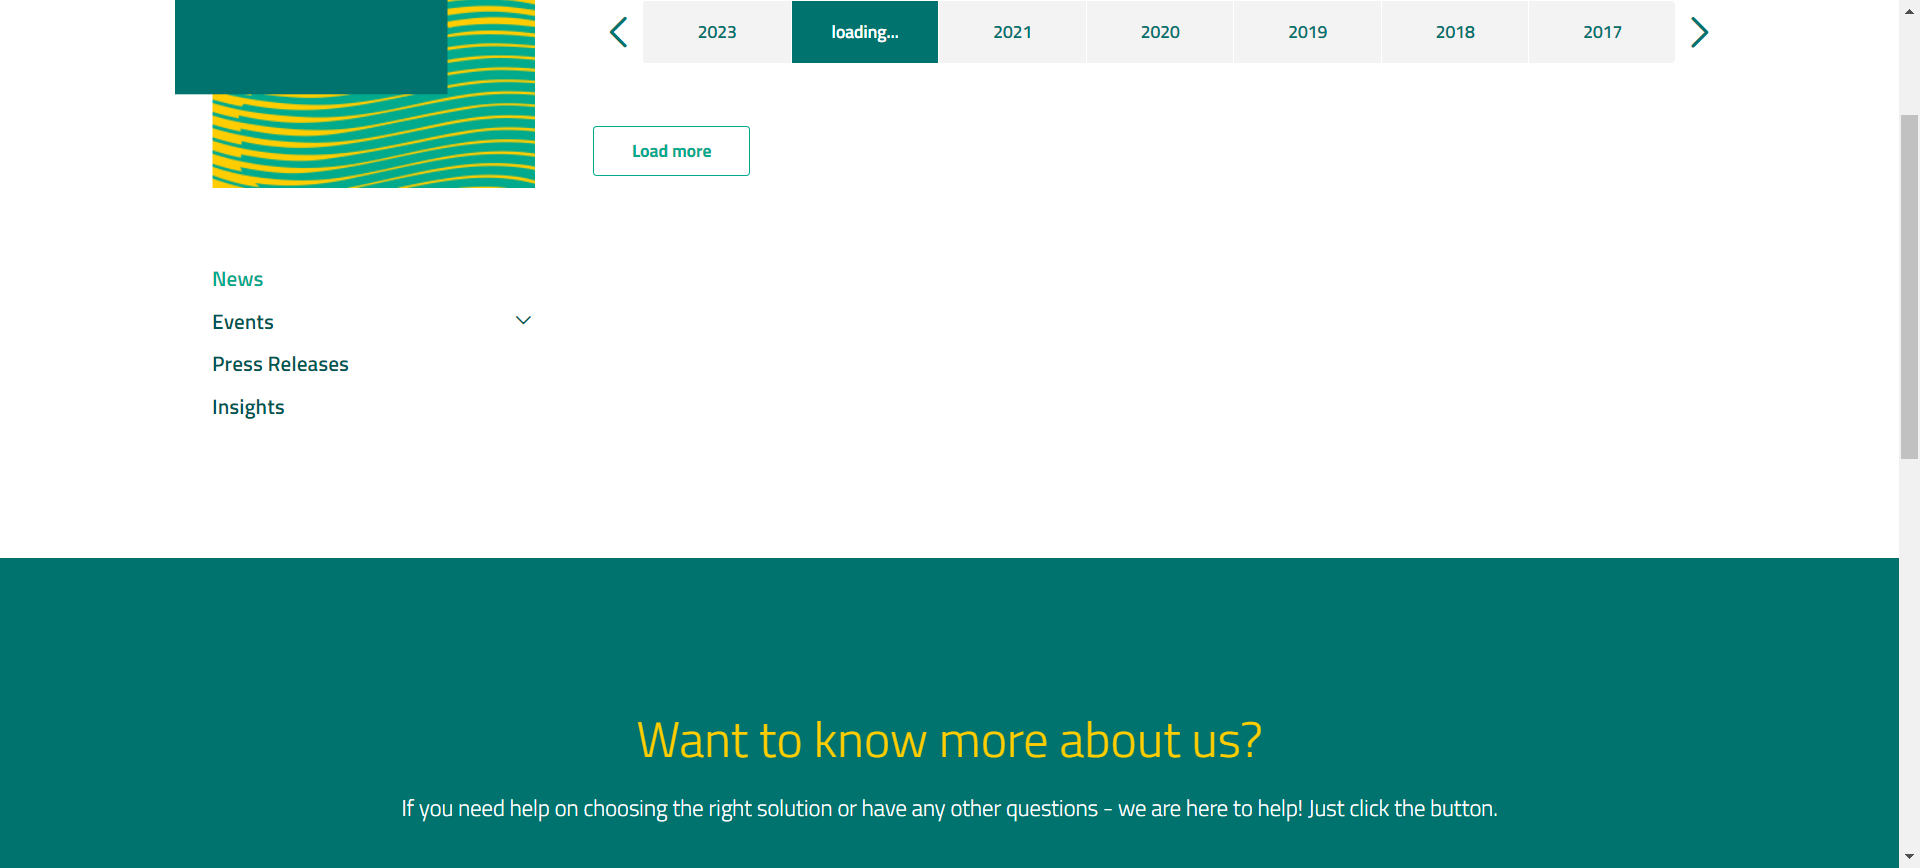 2023 loading... 2021 2020 2019 2018 2017
Load more
News
Events
Press Releases
Insights
Want to know more about us?
If you need help on choosing the right solution or have any other questions - we are here to help! Just click the button.